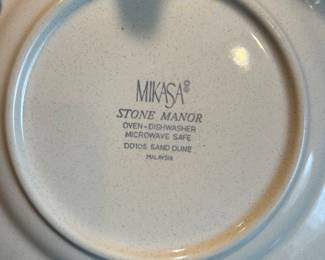 MIKASA®
STONE MANOR
OVEN-DISHWASHER
MICROWAVE SAFE
DD105 SAND DUNE
MALAYSIA